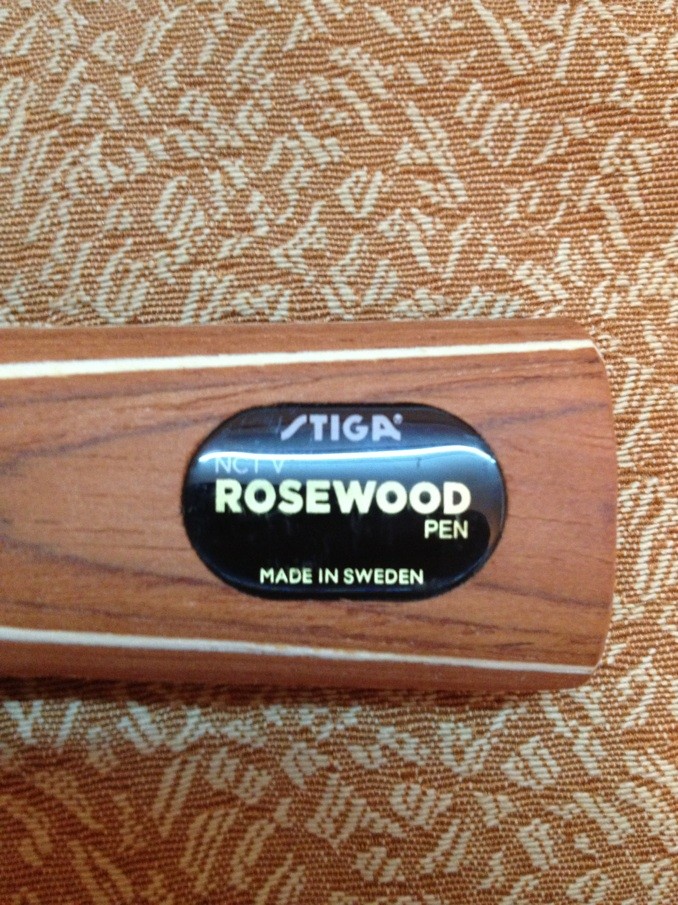 STIGA®
NCT V
ROSEWOOD
PEN
MADE IN SWEDEN